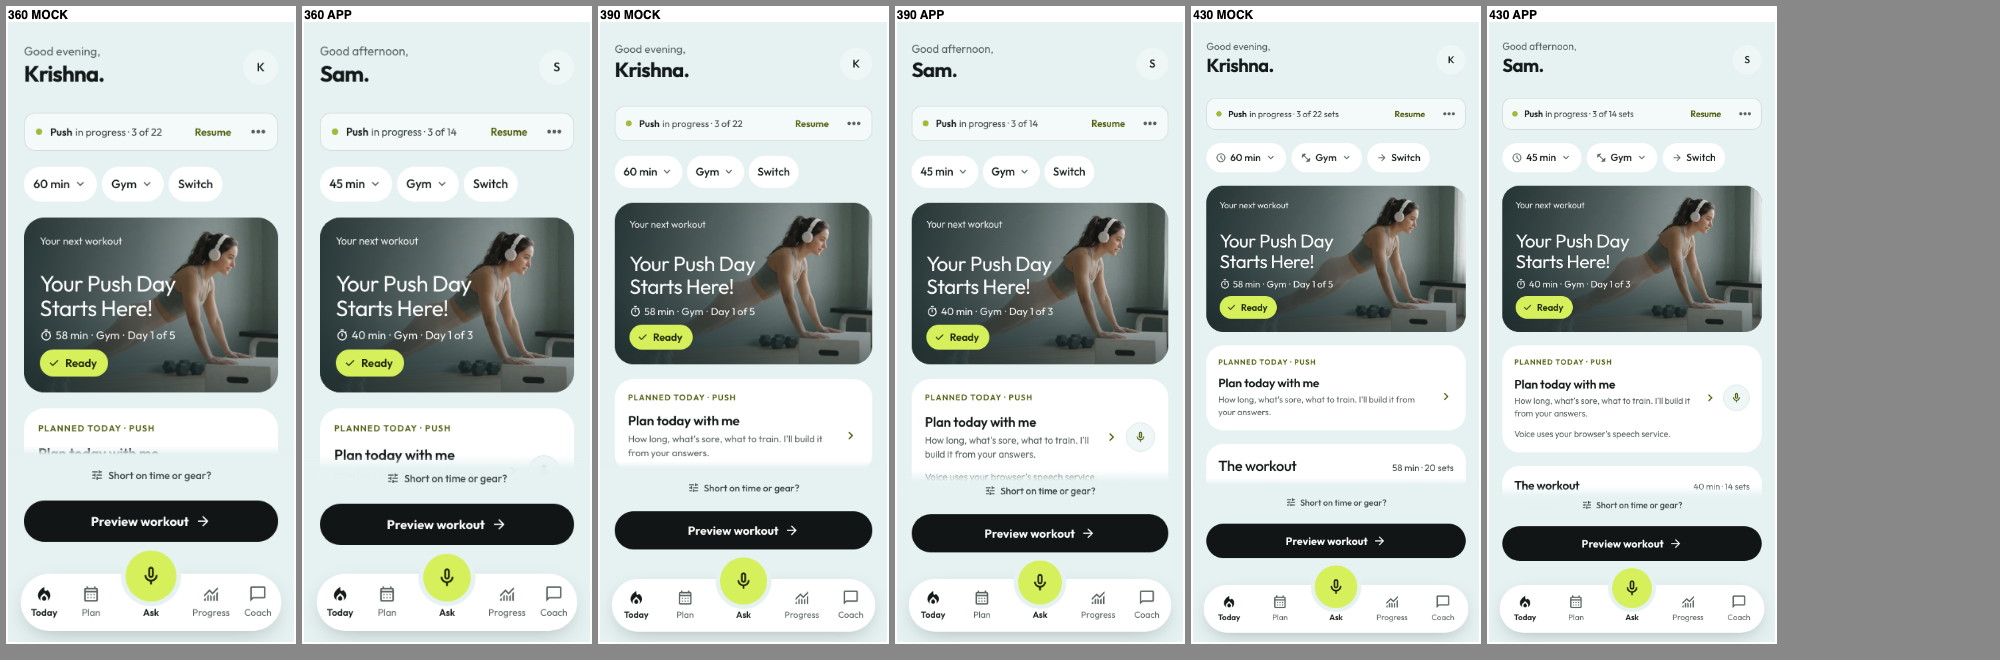 360 MOCK
Good evening,
Krishna.
K
Push in progress · 3 of 22
Resume
60 min
Gym
Switch
Your next workout
Your Push Day
Starts Here!
58 min · Gym · Day 1 of 5
Ready
PLANNED TODAY · PUSH
Plan today with me
Short on time or gear?
Preview workout
Today
Plan
Ask
Progress
Coach
360 APP
Good afternoon,
Sam.
S
Push in progress · 3 of 14
Resume
45 min
Gym
Switch
Your next workout
Your Push Day
Starts Here!
40 min · Gym · Day 1 of 3
Ready
PLANNED TODAY · PUSH
Plan today with me
Short on time or gear?
Preview workout
Today
Plan
Ask
Progress
Coach
390 MOCK
Good evening,
Krishna.
K
Push in progress · 3 of 22
Resume
60 min
Gym
Switch
Your next workout
Your Push Day
Starts Here!
58 min · Gym · Day 1 of 5
Ready
PLANNED TODAY · PUSH
Plan today with me
How long, what's sore, what to train. I'll build it
from your answers.
Short on time or gear?
Preview workout
Today
Plan
Ask
Progress
Coach
390 APP
Good afternoon,
Sam.
S
Push in progress · 3 of 14
Resume
45 min
Gym
Switch
Your next workout
Your Push Day
Starts Here!
40 min · Gym · Day 1 of 3
Ready
PLANNED TODAY · PUSH
Plan today with me
How long, what's sore, what to train. I'll
build it from your answers.
Voice uses your browser's speech service.
Short on time or gear?
Preview workout
Today
Plan
Ask
Progress
Coach
430 MOCK
Good evening,
Krishna.
K
Push in progress · 3 of 22 sets
Resume
60 min
Gym
Switch
Your next workout
Your Push Day
Starts Here!
58 min · Gym · Day 1 of 5
Ready
PLANNED TODAY · PUSH
Plan today with me
How long, what's sore, what to train. I'll build it from
your answers.
The workout
58 min · 20 sets
Short on time or gear?
Preview workout
Today
Plan
Ask
Progress
Coach
430 APP
Good afternoon,
Sam.
S
Push in progress · 3 of 14 sets
Resume
45 min
Gym
Switch
Your next workout
Your Push Day
Starts Here!
40 min · Gym · Day 1 of 3
Ready
PLANNED TODAY · PUSH
Plan today with me
How long, what's sore, what to train. I'll build it
from your answers.
Voice uses your browser's speech service.
The workout
40 min · 14 sets
Short on time or gear?
Preview workout
Today
Plan
Ask
Progress
Coach